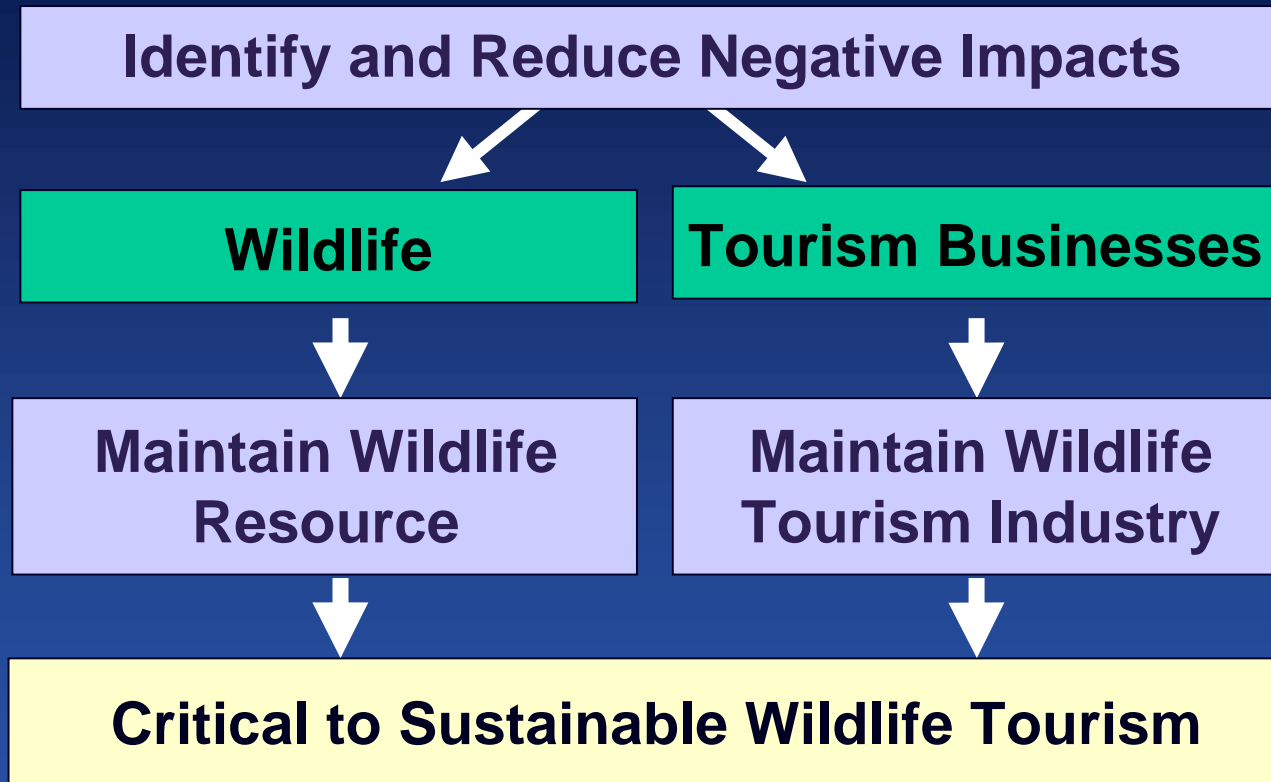 Identify and Reduce Negative Impacts
Wildlife
Tourism Businesses
Maintain Wildlife
Resource
Maintain Wildlife
Tourism Industry
Critical to Sustainable Wildlife Tourism